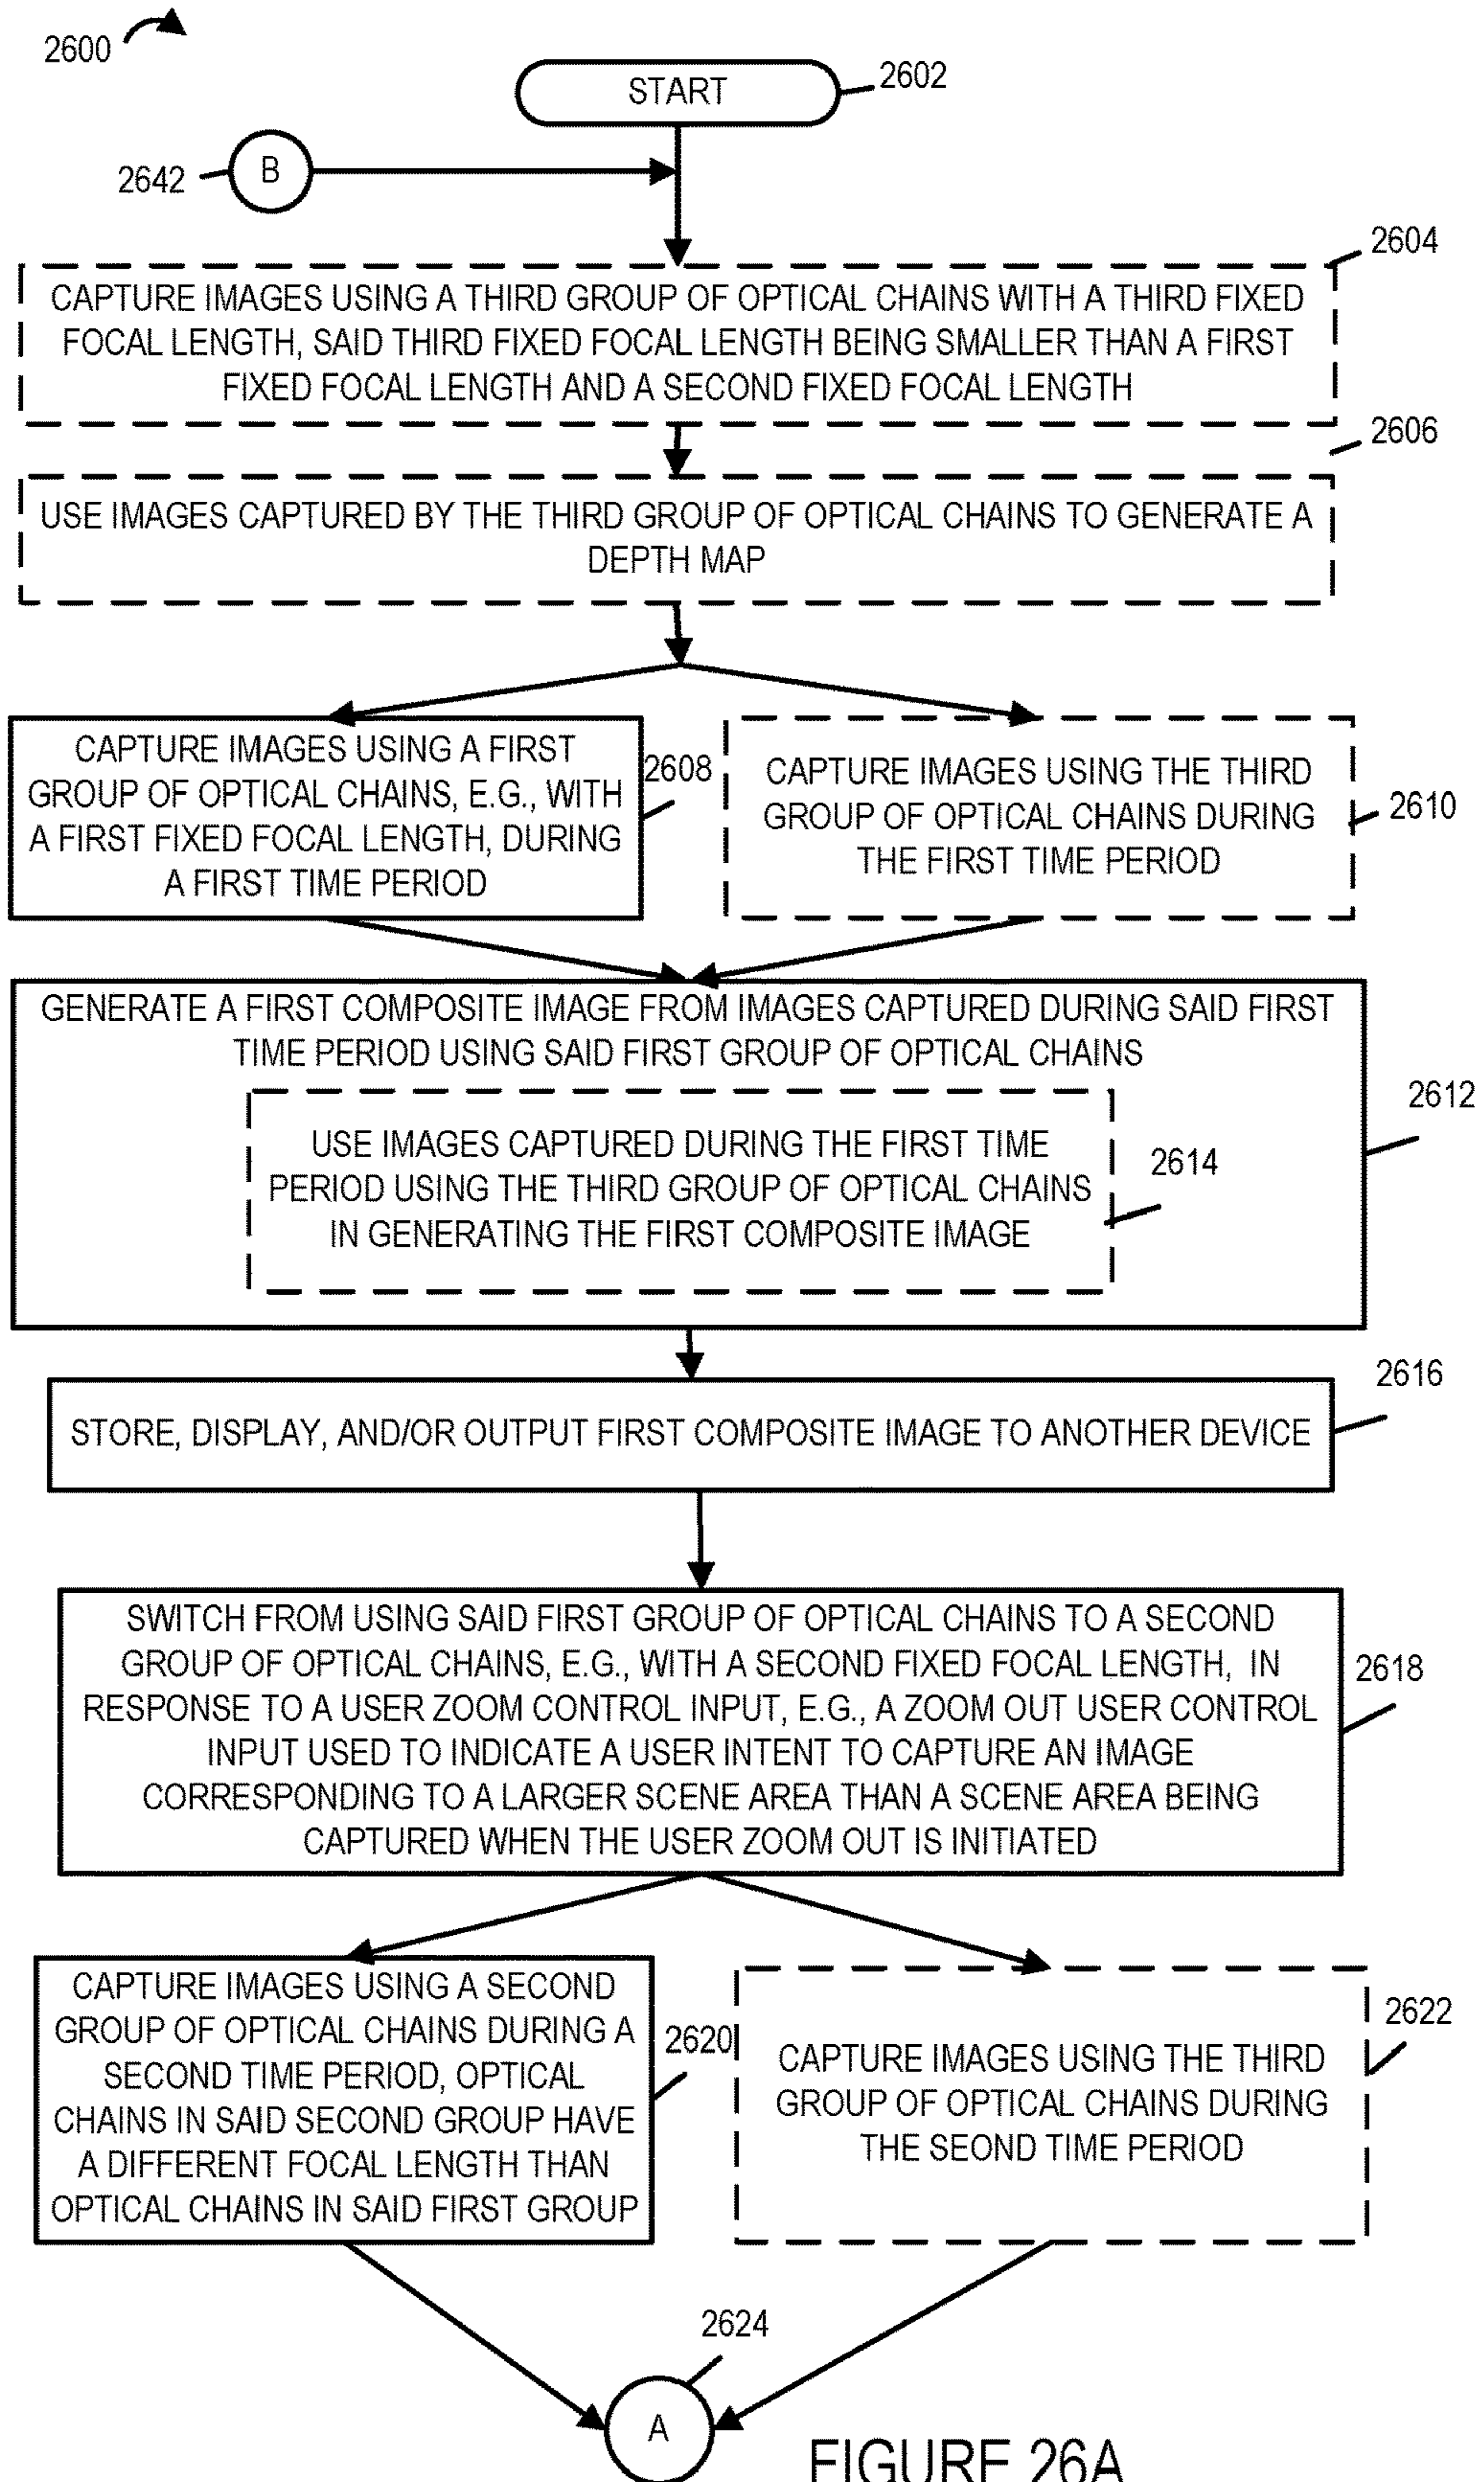 2600
START
2602
B
2642
2604
CAPTURE IMAGES USING A THIRD GROUP OF OPTICAL CHAINS WITH A THIRD FIXED
FOCAL LENGTH, SAID THIRD FIXED FOCAL LENGTH BEING SMALLER THAN A FIRST
FIXED FOCAL LENGTH AND A SECOND FIXED FOCAL LENGTH
2606
USE IMAGES CAPTURED BY THE THIRD GROUP OF OPTICAL CHAINS TO GENERATE A
DEPTH MAP
CAPTURE IMAGES USING A FIRST
GROUP OF OPTICAL CHAINS, E.G., WITH
A FIRST FIXED FOCAL LENGTH, DURING
A FIRST TIME PERIOD
2608
CAPTURE IMAGES USING THE THIRD
GROUP OF OPTICAL CHAINS DURING
THE FIRST TIME PERIOD
2610
GENERATE A FIRST COMPOSITE IMAGE FROM IMAGES CAPTURED DURING SAID FIRST
TIME PERIOD USING SAID FIRST GROUP OF OPTICAL CHAINS
2612
USE IMAGES CAPTURED DURING THE FIRST TIME
PERIOD USING THE THIRD GROUP OF OPTICAL CHAINS
IN GENERATING THE FIRST COMPOSITE IMAGE
2614
2616
STORE, DISPLAY, AND/OR OUTPUT FIRST COMPOSITE IMAGE TO ANOTHER DEVICE
SWITCH FROM USING SAID FIRST GROUP OF OPTICAL CHAINS TO A SECOND
GROUP OF OPTICAL CHAINS, E.G., WITH A SECOND FIXED FOCAL LENGTH, IN
RESPONSE TO A USER ZOOM CONTROL INPUT, E.G., A ZOOM OUT USER CONTROL
INPUT USED TO INDICATE A USER INTENT TO CAPTURE AN IMAGE
CORRESPONDING TO A LARGER SCENE AREA THAN A SCENE AREA BEING
CAPTURED WHEN THE USER ZOOM OUT IS INITIATED
2618
CAPTURE IMAGES USING A SECOND
GROUP OF OPTICAL CHAINS DURING A
SECOND TIME PERIOD, OPTICAL
CHAINS IN SAID SECOND GROUP HAVE
A DIFFERENT FOCAL LENGTH THAN
OPTICAL CHAINS IN SAID FIRST GROUP
2620
CAPTURE IMAGES USING THE THIRD
GROUP OF OPTICAL CHAINS DURING
THE SEOND TIME PERIOD
2622
2624
A
FIGURE 26A